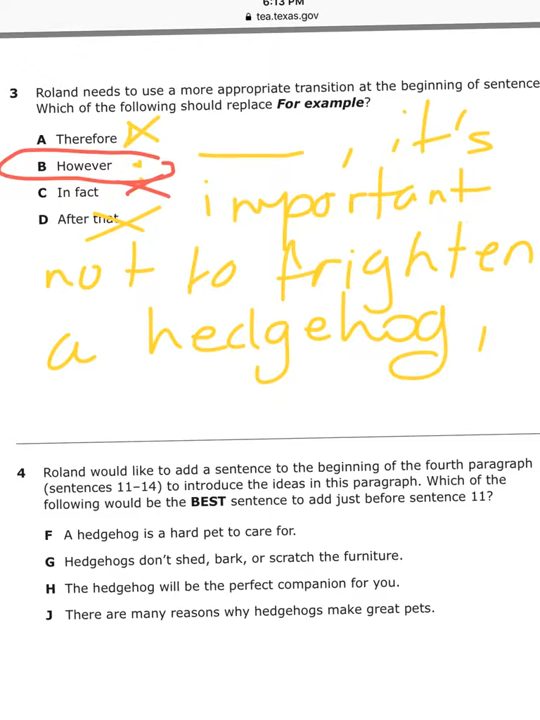 6:13 PM
tea.texas.gov
3 Roland needs to use a more appropriate transition at the beginning of sentence
Which of the following should replace For example?
A Therefore
B However
C In fact
D After that
____, it's
important
not to frighten
a hedgehog,
4 Roland would like to add a sentence to the beginning of the fourth paragraph
(sentences 11–14) to introduce the ideas in this paragraph. Which of the
following would be the BEST sentence to add just before sentence 11?
F A hedgehog is a hard pet to care for.
G Hedgehogs don't shed, bark, or scratch the furniture.
H The hedgehog will be the perfect companion for you.
J There are many reasons why hedgehogs make great pets.